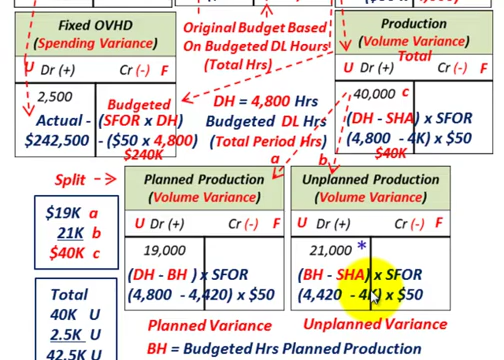 Fixed OVHD
(Spending Variance)
U Dr (+) Cr (-) F
2,500
Budgeted
Actual - (SFOR x DH)
$242,500 - ($50 x 4,800)
$240K
Original Budget Based
On Budgeted DL Hours
(Total Hrs)
DH = 4,800 Hrs
Budgeted DL Hrs
(Total Period Hrs)
a
b
Production
(Volume Variance)
Total
U Dr (+) Cr (-) F
40,000 c
(DH - SHA) x SFOR
(4,800 - 4K) x $50
$40K
Split
$19K a
21K b
$40K c
Planned Production
(Volume Variance)
U Dr (+) Cr (-) F
19,000
(DH - BH ) x SFOR
(4,800 - 4,420) x $50
Planned Variance
Unplanned Production
(Volume Variance)
U Dr (+) Cr (-) F
21,000 *
(BH - SHA) x SFOR
(4,420 - 4K) x $50
Unplanned Variance
BH = Budgeted Hrs Planned Production
Total
40K U
2.5K U
42.5K U